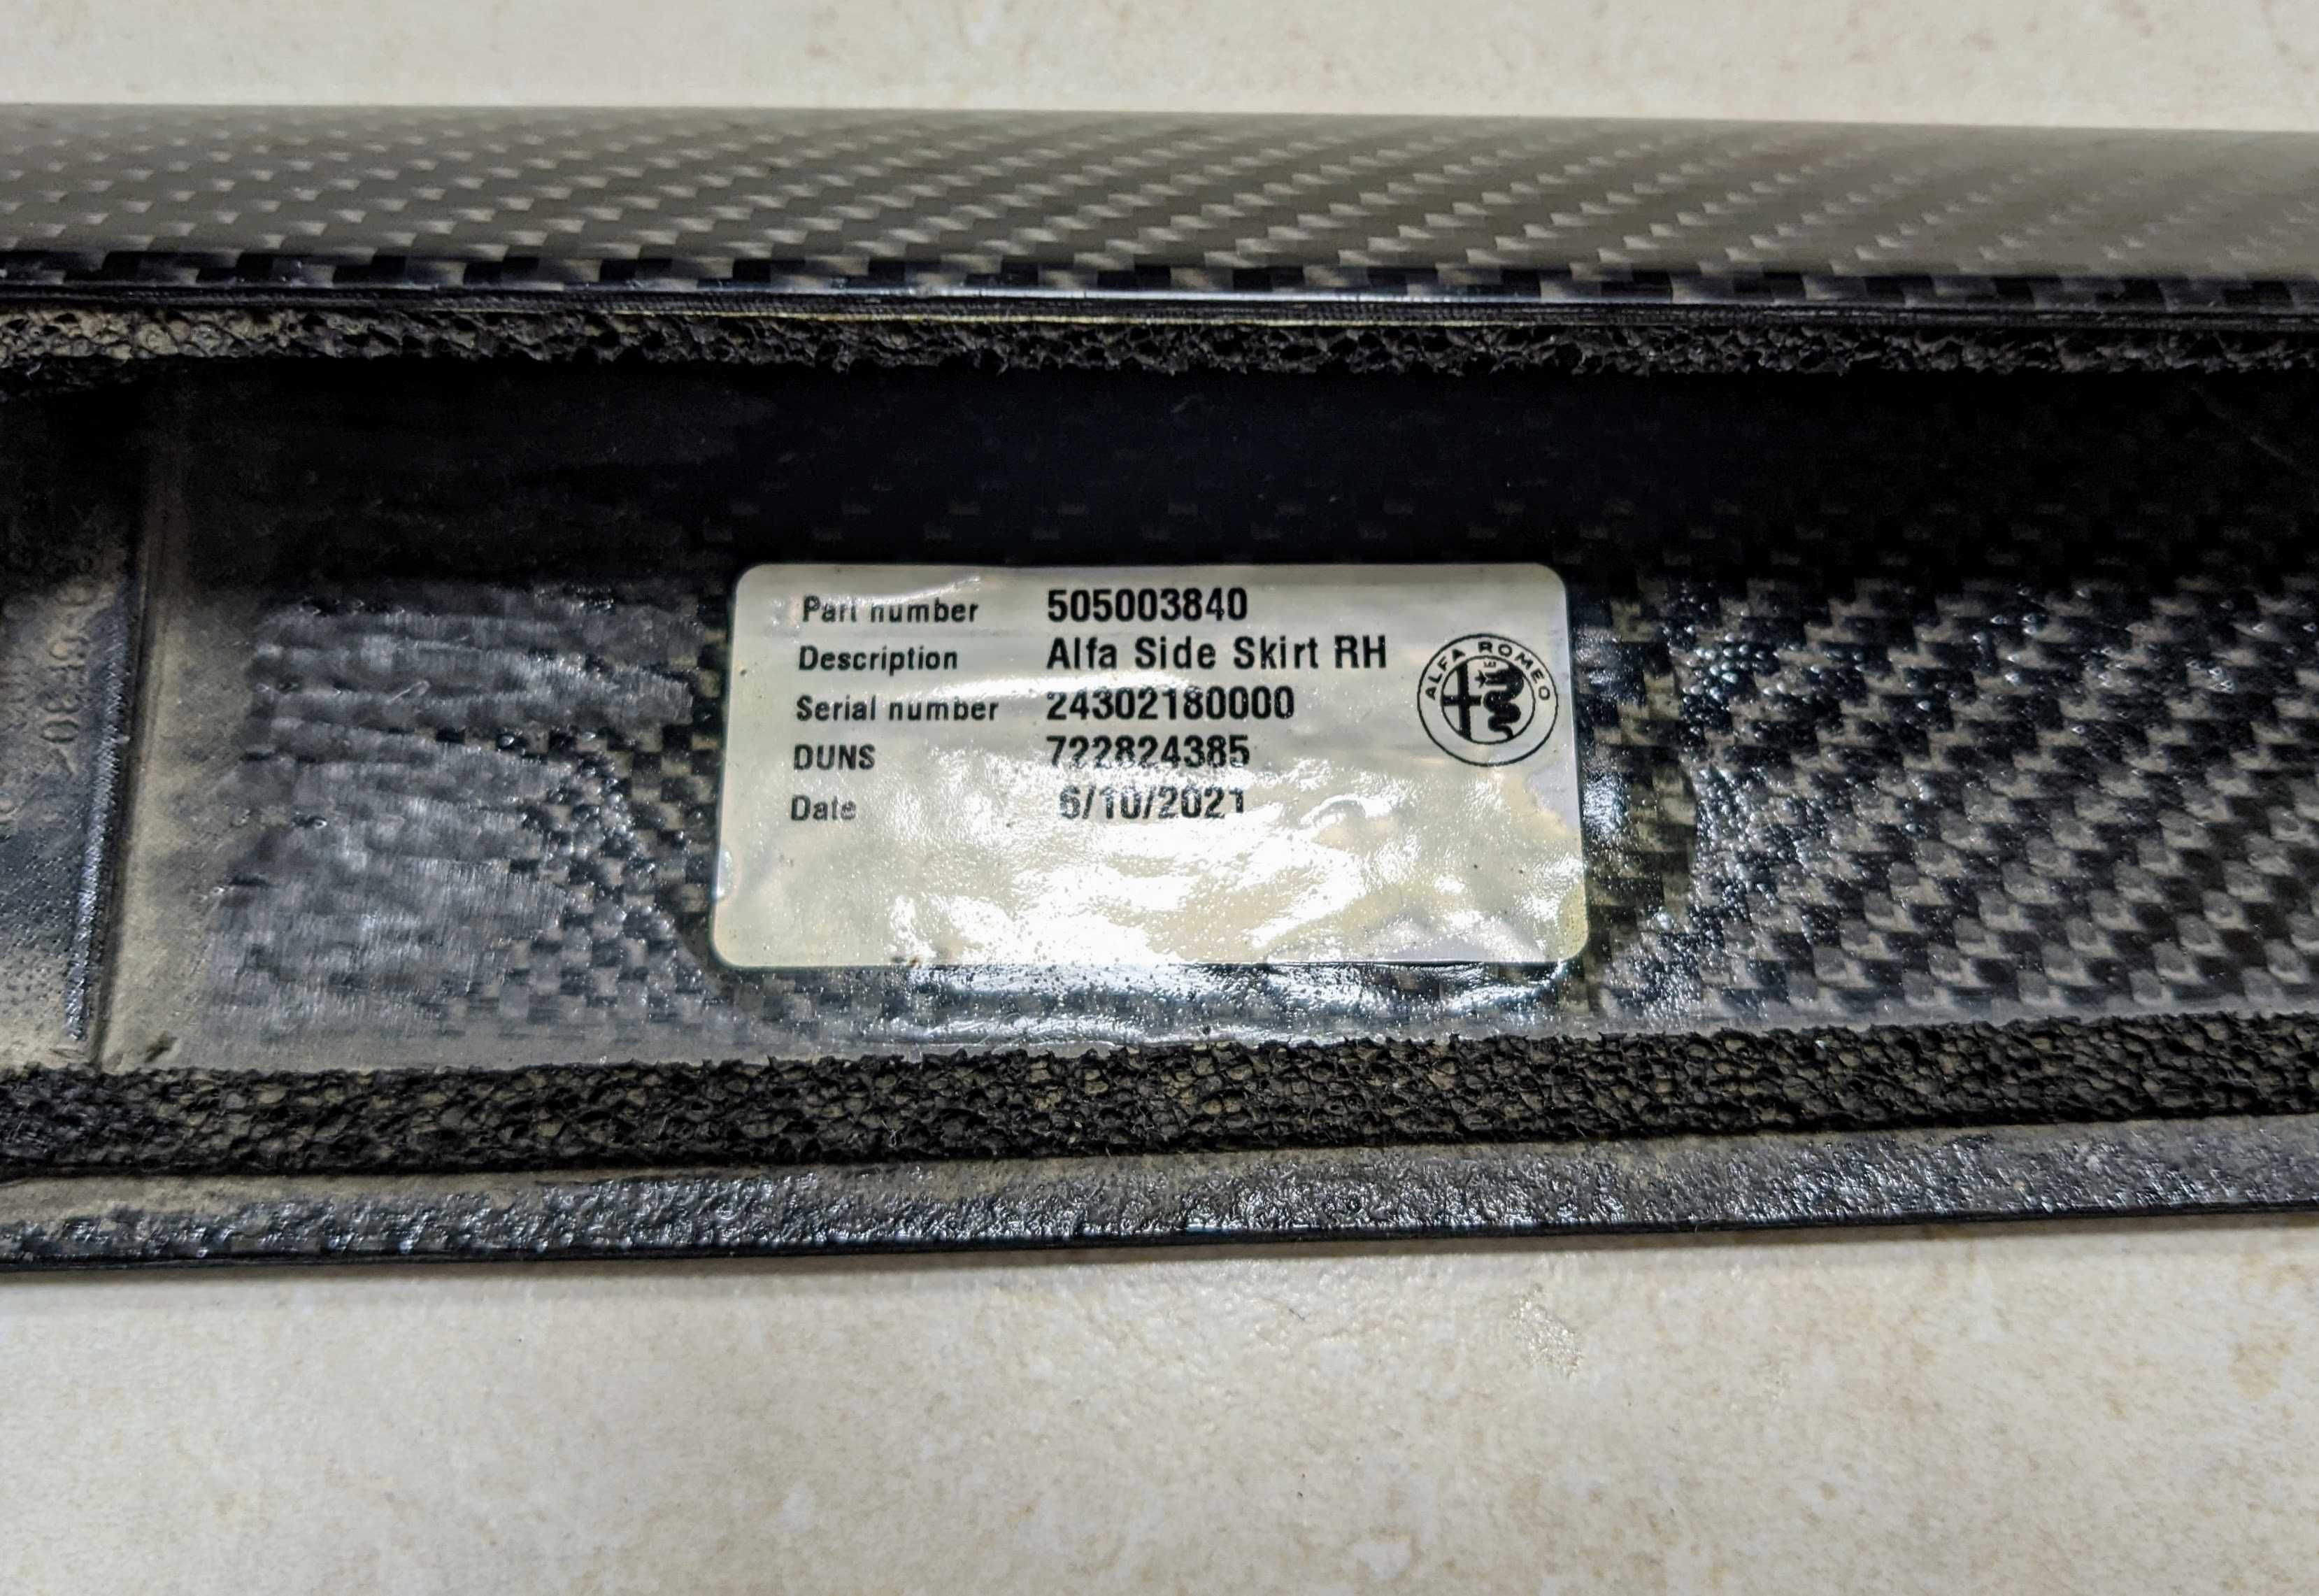 Part number 505003840
Description Alfa Side Skirt RH
Serial number 24302180000
DUNS 722824385
Date 6/10/2021
ALFA ROMEO